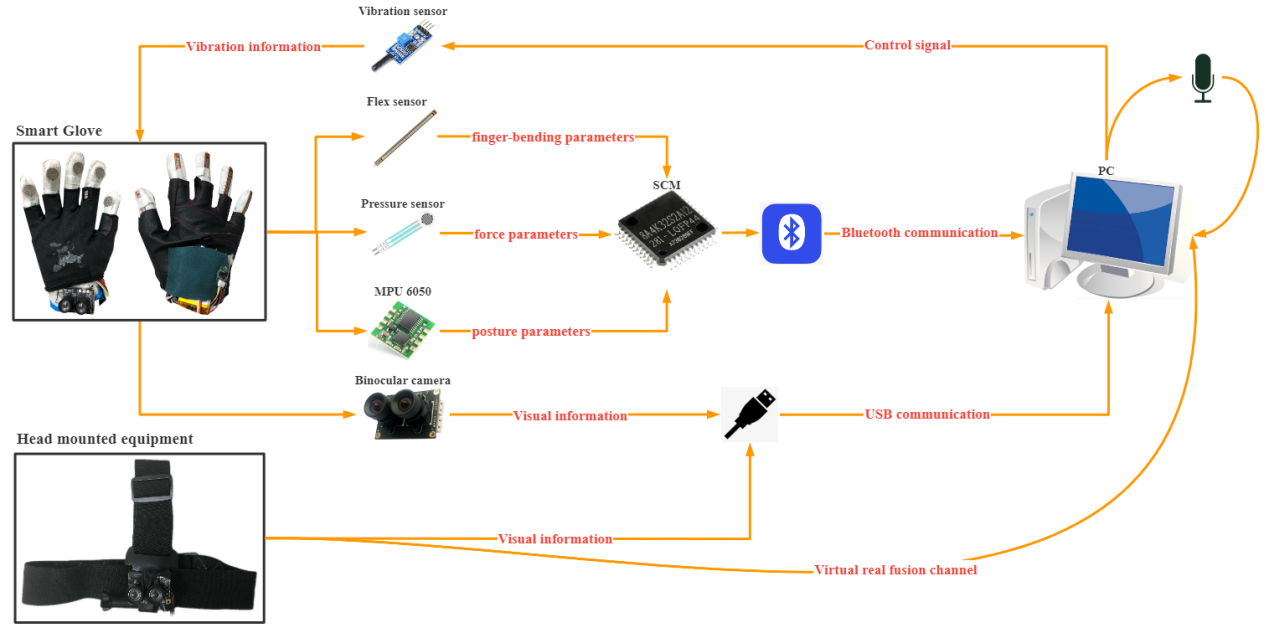 Vibration sensor
Vibration information
Control signal
Flex sensor
Smart Glove
finger-bending parameters
PC
SCM
Pressure sensor
force parameters
Bluetooth communication
MPU 6050
posture parameters
Binocular camera
Visual information
USB communication
Head mounted equipment
Visual information
Virtual real fusion channel